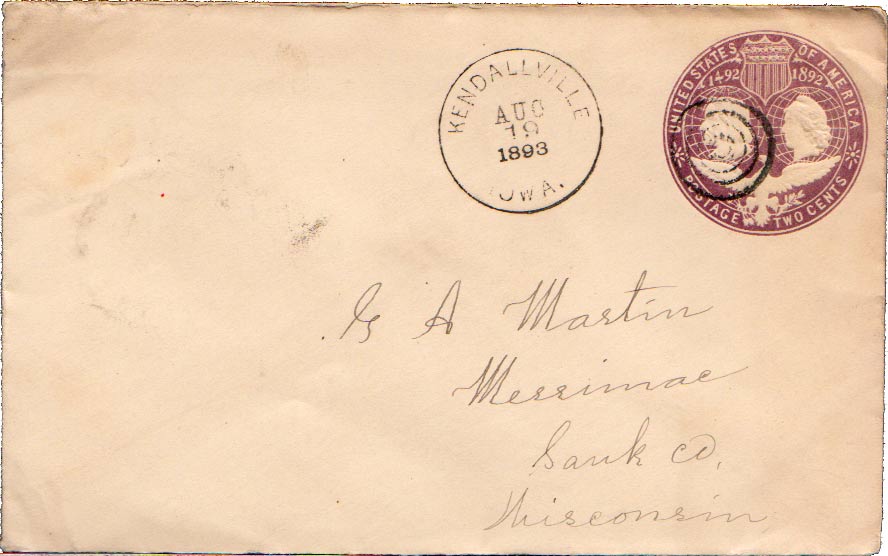 KENDALLVILLE
AUG
19
1893
IOWA.
UNITED STATES OF AMERICA
1492 1892
POSTAGE TWO CENTS
G A Martin
Merrimac
Sauk Co,
Wisconsin